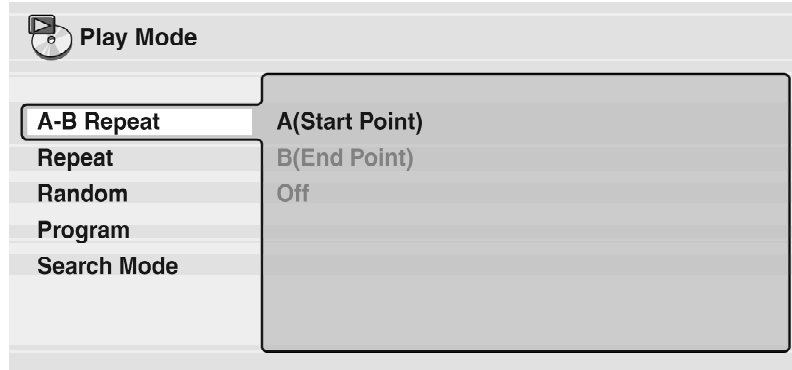 Play Mode
A-B Repeat
Repeat
Random
Program
Search Mode
A(Start Point)
B(End Point)
Off